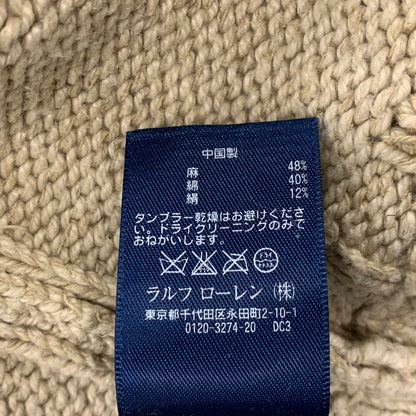 中国製
麻 48%
綿 40%
絹 12%
タンブラー乾燥はお避けくださ
い。ドライクリーニングのみで
おねがいします。
ラルフ ローレン（株）
東京都千代田区永田町2-10-1
0120-3274-20 DC3